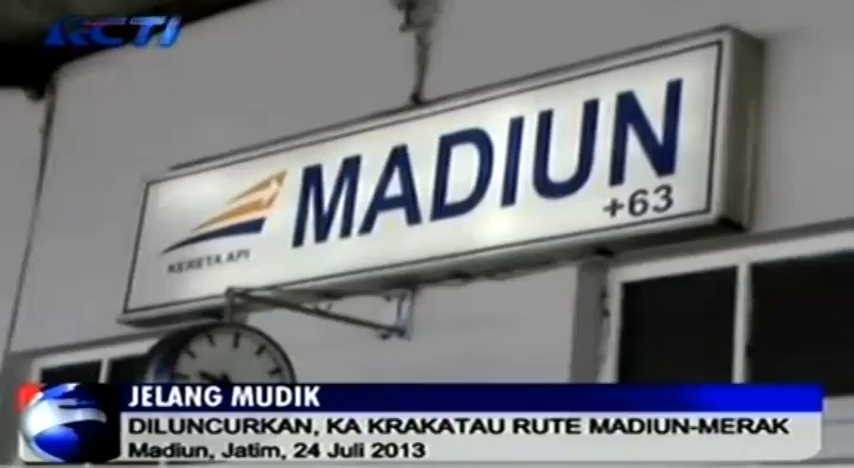 RCTI
MADIUN
+63
KERETA API
JELANG MUDIK
DILUNCURKAN, KA KRAKATAU RUTE MADIUN-MERAK
Madiun, Jatim, 24 Juli 2013